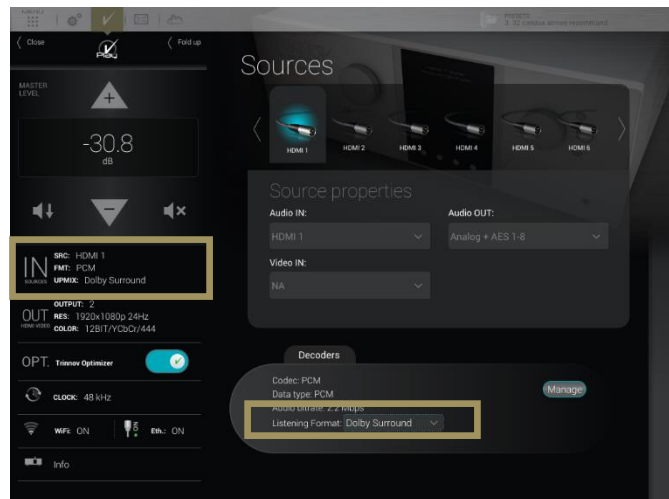 PRESETS
Close
Play
Fold up
Sources
MASTER
LEVEL
-30.8
dB
HDMI 1
HDMI 2
HDMI 3
HDMI 4
HDMI 5
HDMI 6
Source properties
Audio IN:
Audio OUT:
HDMI 1
Analog + AES 1-8
Video IN:
NA
IN
SOURCES
SRC: HDMI 1
FMT: PCM
UPMIX: Dolby Surround
OUT
HDMI VIDEO
OUTPUT: 2
RES: 1920x1080p 24Hz
COLOR: 12BIT/YCbCr/444
OPT. Trinnov Optimizer
CLOCK: 48 kHz
WiFi: ON
Eth.: ON
Info
Decoders
Codec: PCM
Data type: PCM
Audio bitrate: 2.2 Mbps
Listening Format: Dolby Surround
Manage